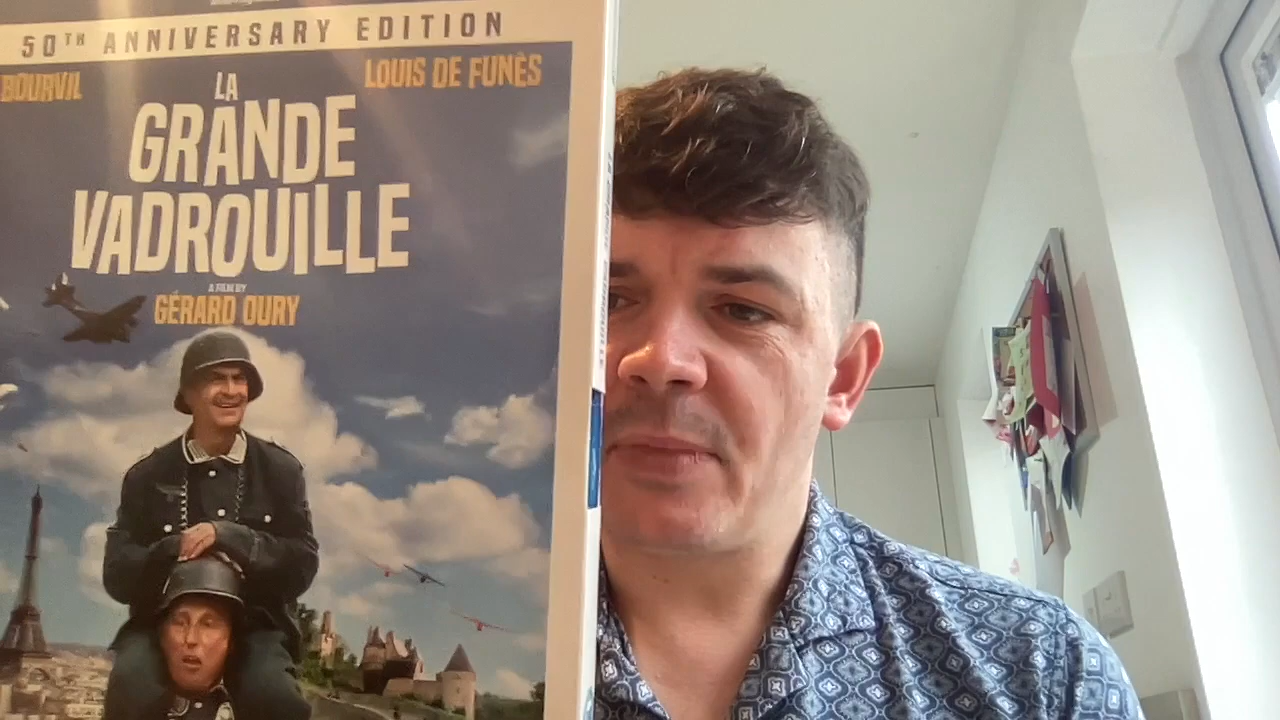 50TH ANNIVERSARY EDITION
BOURVIL
LOUIS DE FUNÈS
LA
GRANDE
VADROUILLE
A FILM BY
GÉRARD OURY